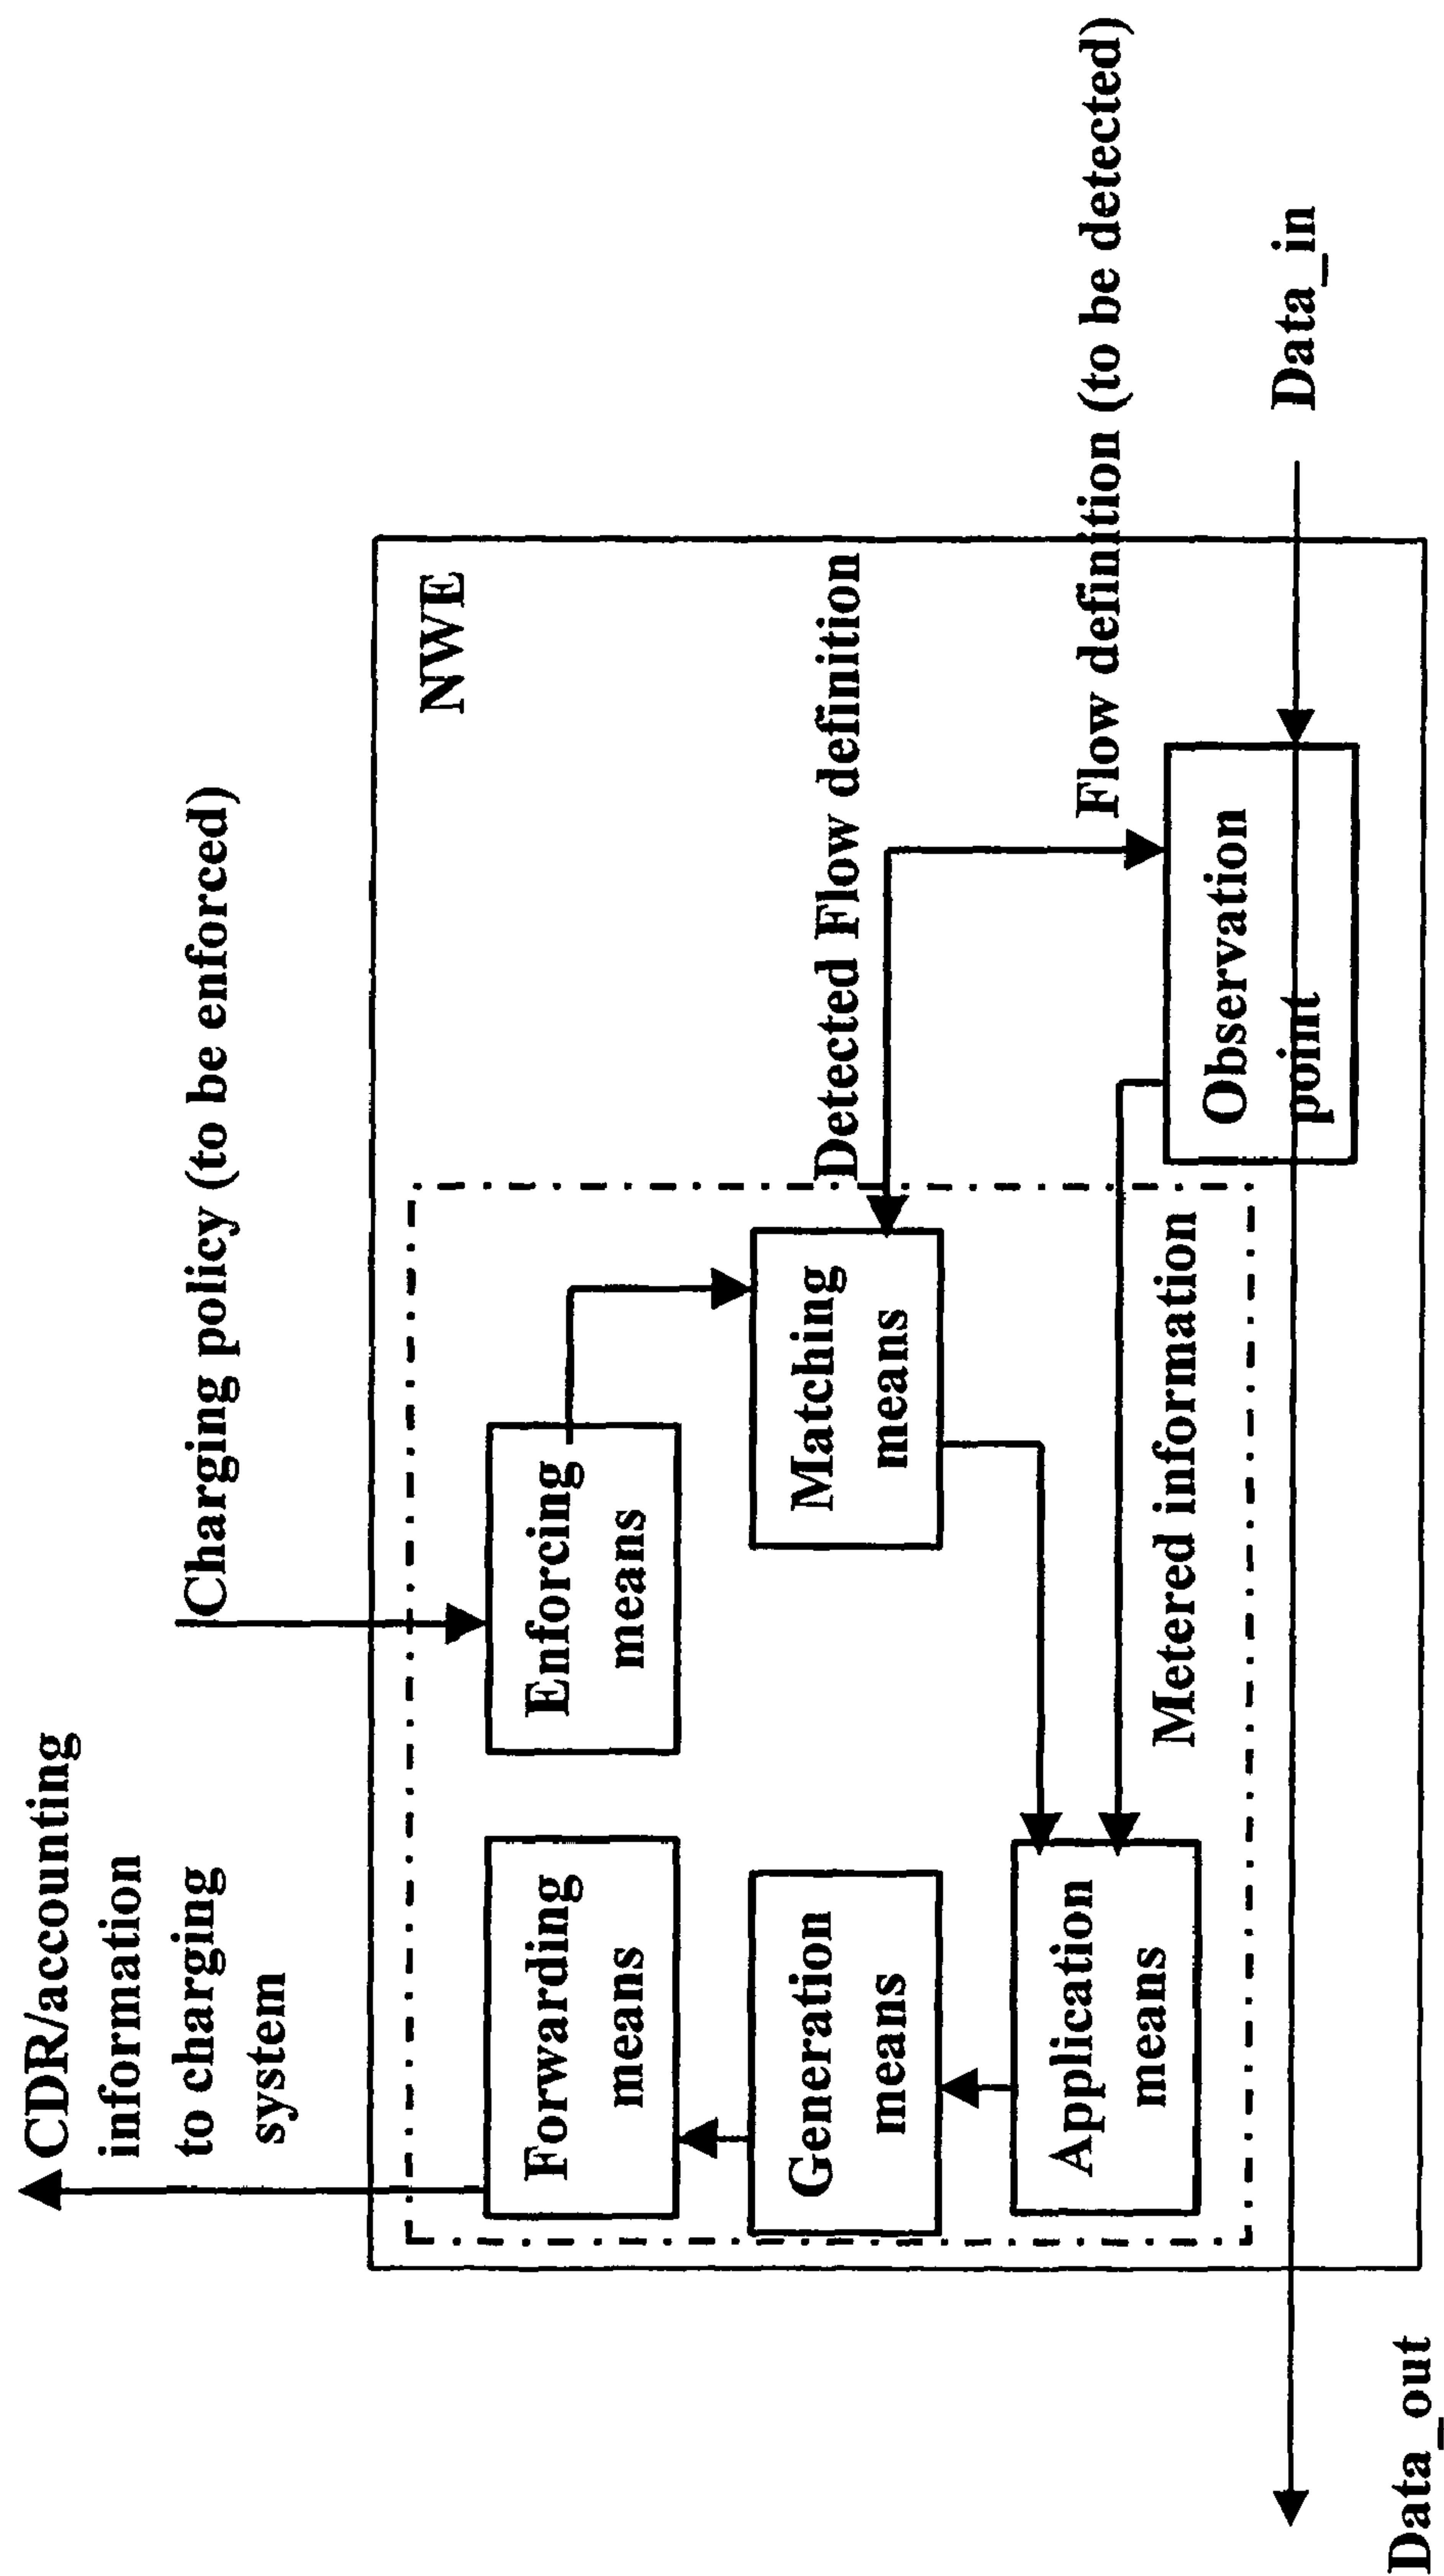 CDR/accounting
information
to charging
system
Charging policy (to be enforced)
NWE
Forwarding
means
Enforcing
means
Generation
means
Matching
means
Detected Flow definition
Application
means
Metered information
Flow definition (to be detected)
Observation
point
Data_in
Data_out